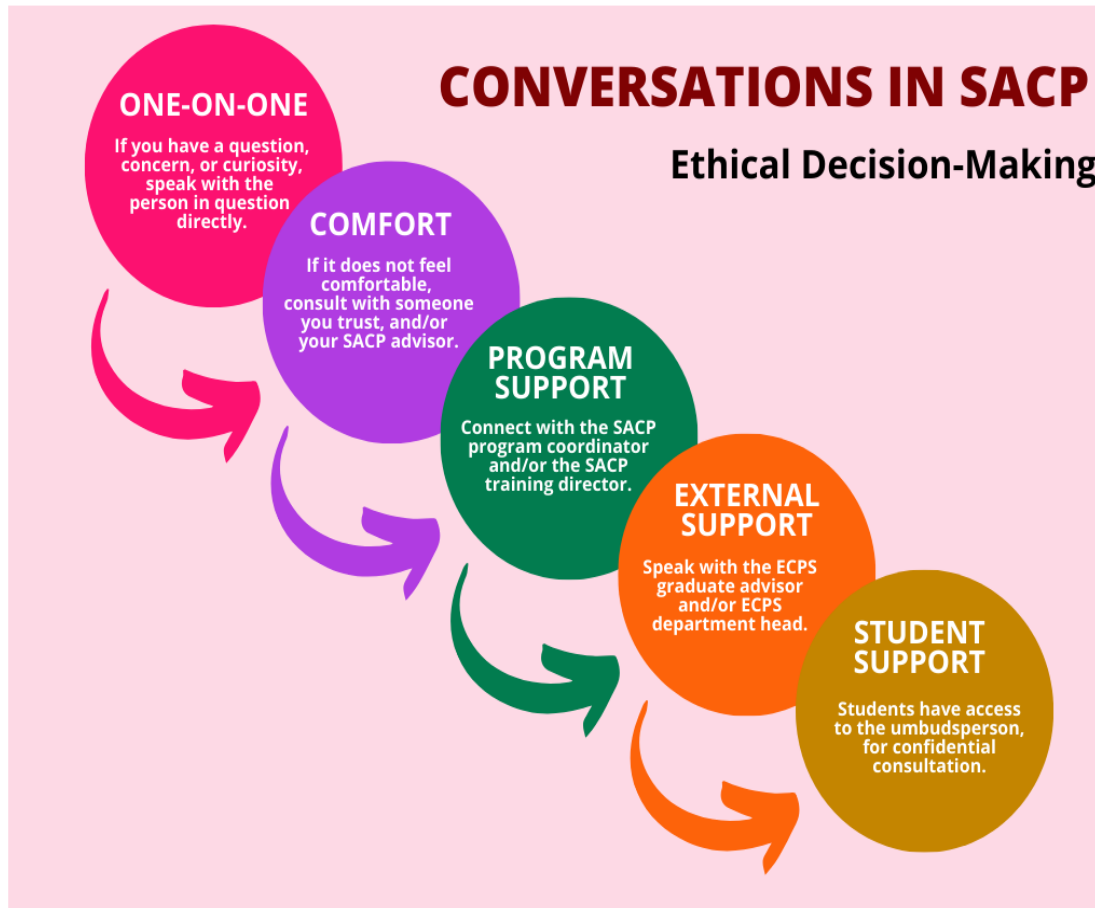 CONVERSATIONS IN SACP
Ethical Decision-Making
ONE-ON-ONE
If you have a question,
concern, or curiosity,
speak with the
person in question
directly.
COMFORT
If it does not feel
comfortable,
consult with someone
you trust, and/or
your SACP advisor.
PROGRAM
SUPPORT
Connect with the SACP
program coordinator
and/or the SACP
training director.
EXTERNAL
SUPPORT
Speak with the ECPS
graduate advisor
and/or ECPS
department head.
STUDENT
SUPPORT
Students have access
to the umbudsperson,
for confidential
consultation.